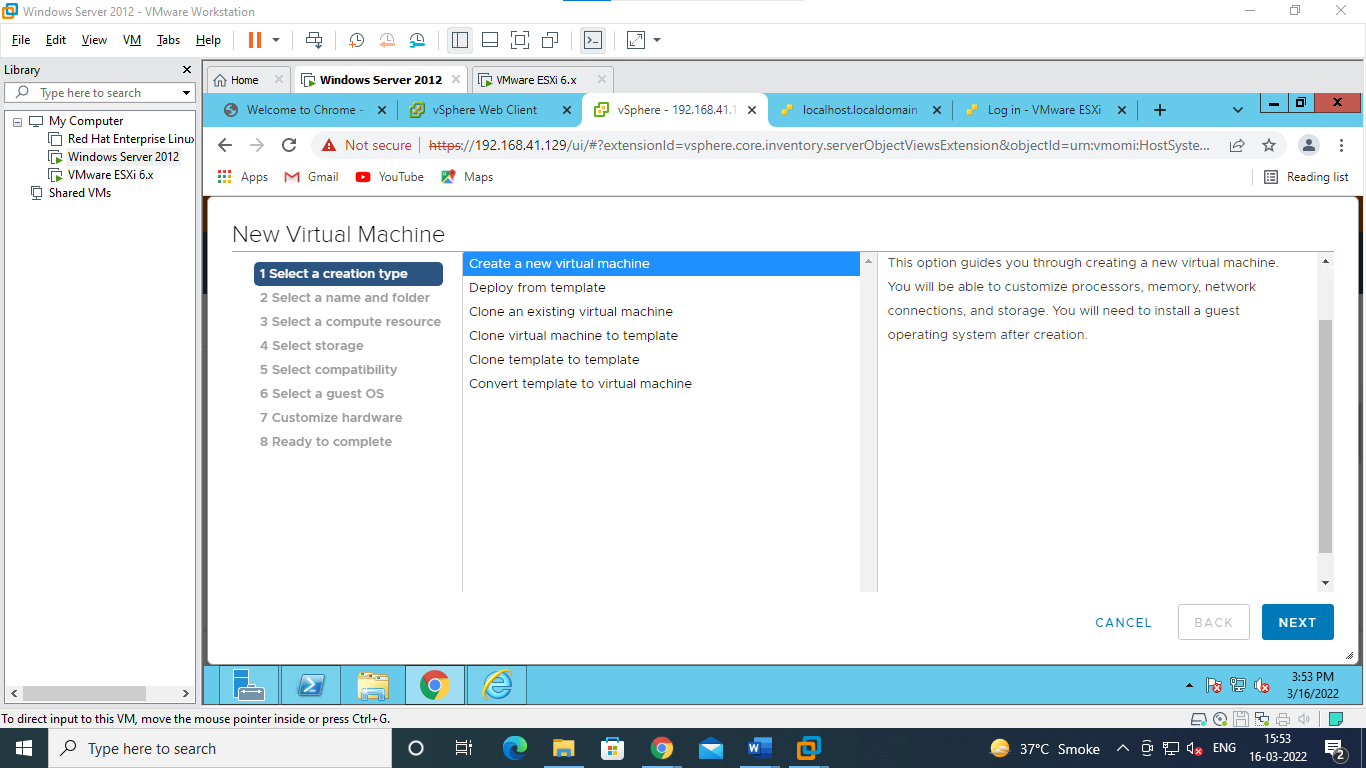 Windows Server 2012 - VMware Workstation
File Edit View VM Tabs Help
Library
Type here to search
My Computer
Red Hat Enterprise Linux
Windows Server 2012
VMware ESXi 6.x
Shared VMs
Home Windows Server 2012 VMware ESXi 6.x
Welcome to Chrome - vSphere Web Client vSphere - 192.168.41.1 localhost.localdomain Log in - VMware ESXi
Not secure https://192.168.41.129/ui/#?extensionId=vsphere.core.inventory.serverObjectViewsExtension&objectId=urn:vmomi:HostSyste...
Apps Gmail YouTube Maps Reading list
New Virtual Machine
1 Select a creation type
2 Select a name and folder
3 Select a compute resource
4 Select storage
5 Select compatibility
6 Select a guest OS
7 Customize hardware
8 Ready to complete
Create a new virtual machine
Deploy from template
Clone an existing virtual machine
Clone virtual machine to template
Clone template to template
Convert template to virtual machine
This option guides you through creating a new virtual machine.
You will be able to customize processors, memory, network
connections, and storage. You will need to install a guest
operating system after creation.
CANCEL BACK NEXT
3:53 PM
3/16/2022
To direct input to this VM, move the mouse pointer inside or press Ctrl+G.
Type here to search
37°C Smoke
ENG
15:53
16-03-2022
2